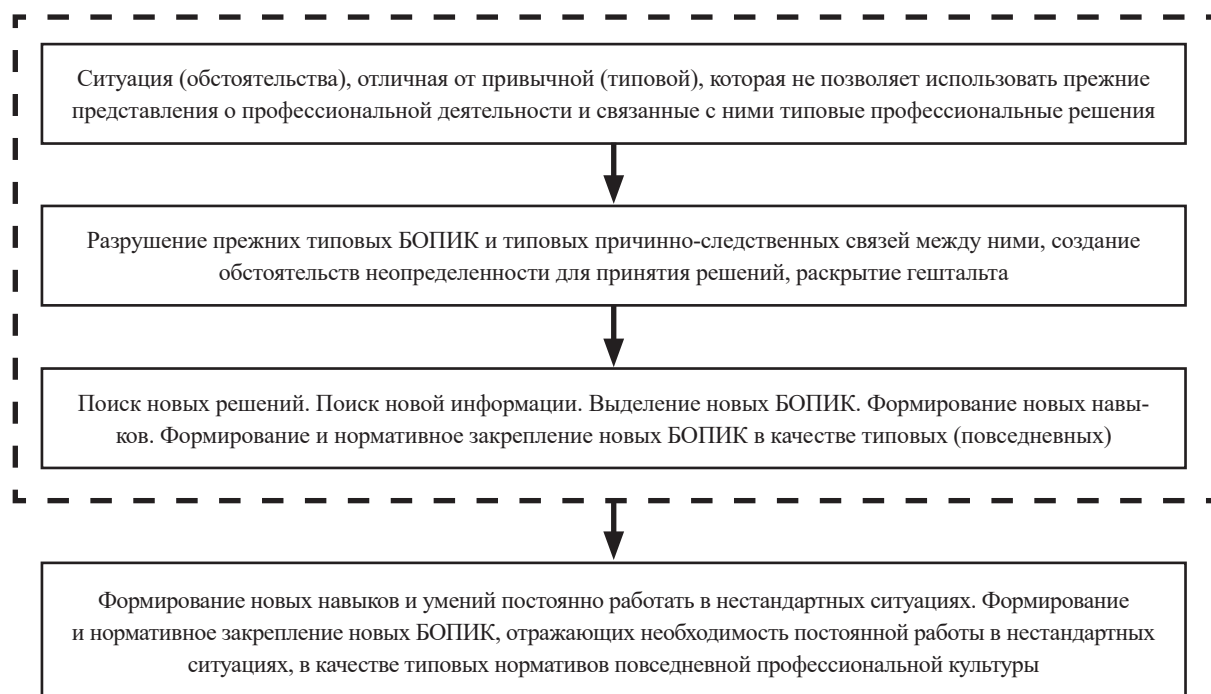 Ситуация (обстоятельства), отличная от привычной (типовой), которая не позволяет использовать прежние
представления о профессиональной деятельности и связанные с ними типовые профессиональные решения
Разрушение прежних типовых БОПИК и типовых причинно-следственных связей между ними, создание
обстоятельств неопределенности для принятия решений, раскрытие гештальта
Поиск новых решений. Поиск новой информации. Выделение новых БОПИК. Формирование новых навы-
ков. Формирование и нормативное закрепление новых БОПИК в качестве типовых (повседневных)
Формирование новых навыков и умений постоянно работать в нестандартных ситуациях. Формирование
и нормативное закрепление новых БОПИК, отражающих необходимость постоянной работы в нестандартных
ситуациях, в качестве типовых нормативов повседневной профессиональной культуры